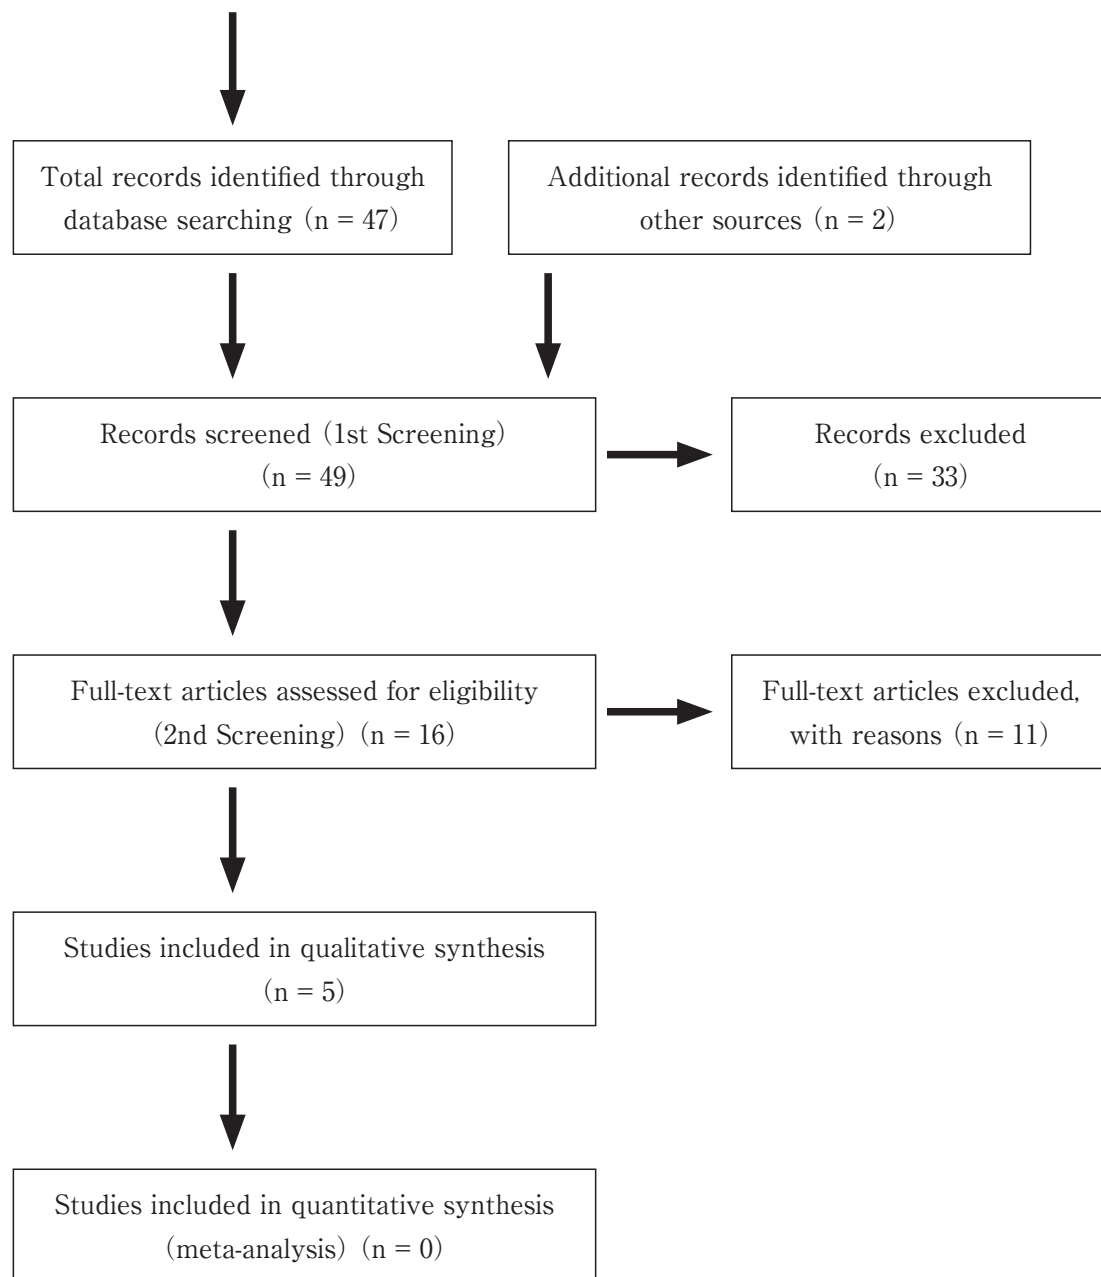 Total records identified through
database searching (n = 47)
Additional records identified through
other sources (n = 2)
Records screened (1st Screening)
(n = 49)
Records excluded
(n = 33)
Full-text articles assessed for eligibility
(2nd Screening) (n = 16)
Full-text articles excluded,
with reasons (n = 11)
Studies included in qualitative synthesis
(n = 5)
Studies included in quantitative synthesis
(meta-analysis) (n = 0)